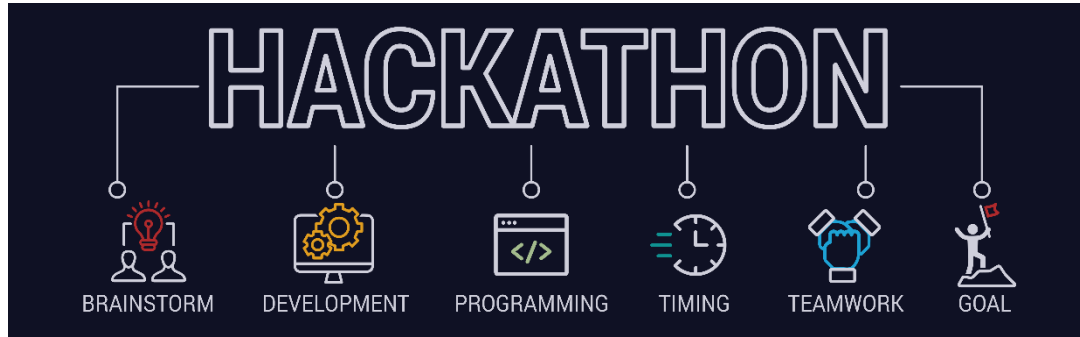 HACKATHON
</>
BRAINSTORM DEVELOPMENT PROGRAMMING TIMING TEAMWORK GOAL